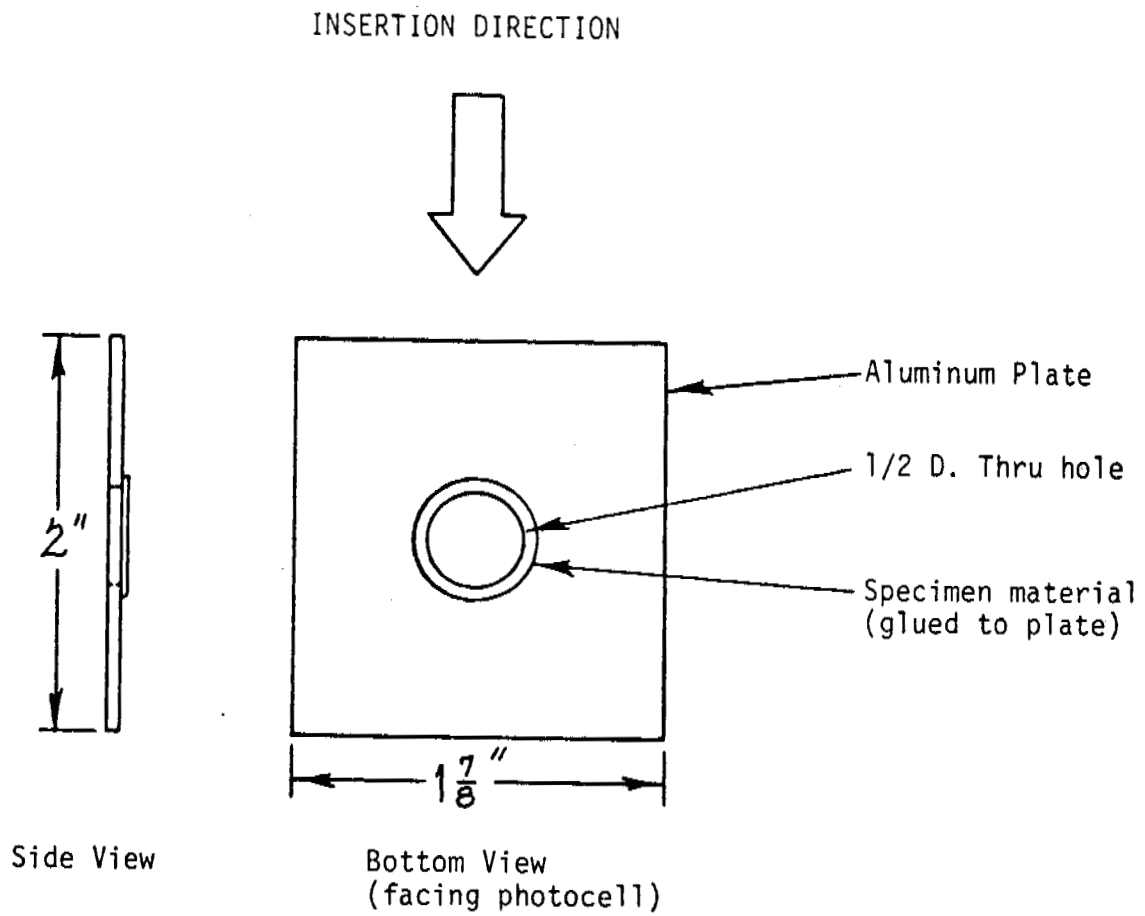 INSERTION DIRECTION
Aluminum Plate
1/2 D. Thru hole
2"
Specimen material
(glued to plate)
1 7/8"
Side View
Bottom View
(facing photocell)